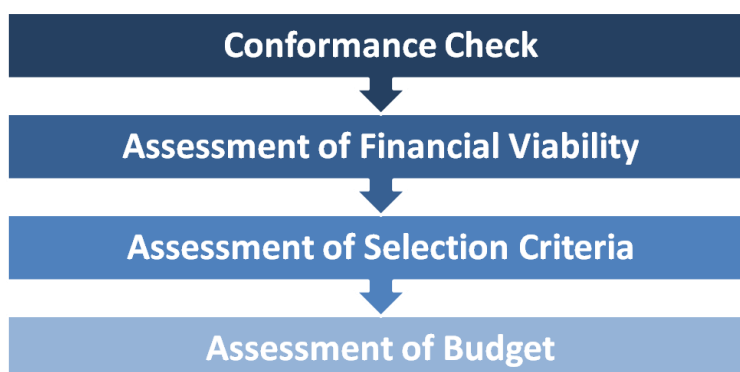 Conformance Check
Assessment of Financial Viability
Assessment of Selection Criteria
Assessment of Budget